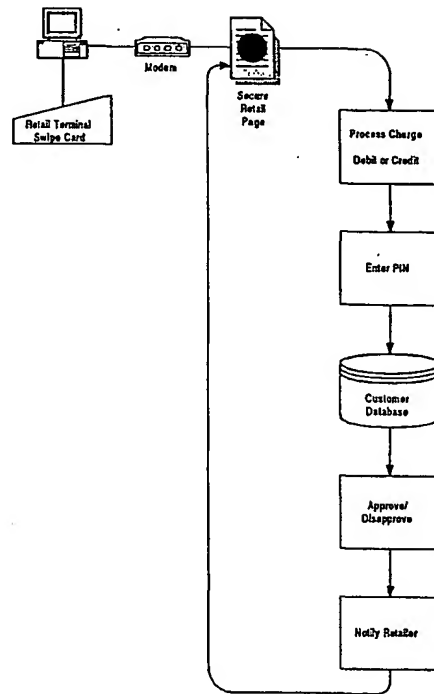 Modem
Retail Terminal
Swipe Card
Secure
Retail
Page
Process Charge
Debit or Credit
Enter PIN
Customer
Database
Approve/
Disapprove
Notify Retailer